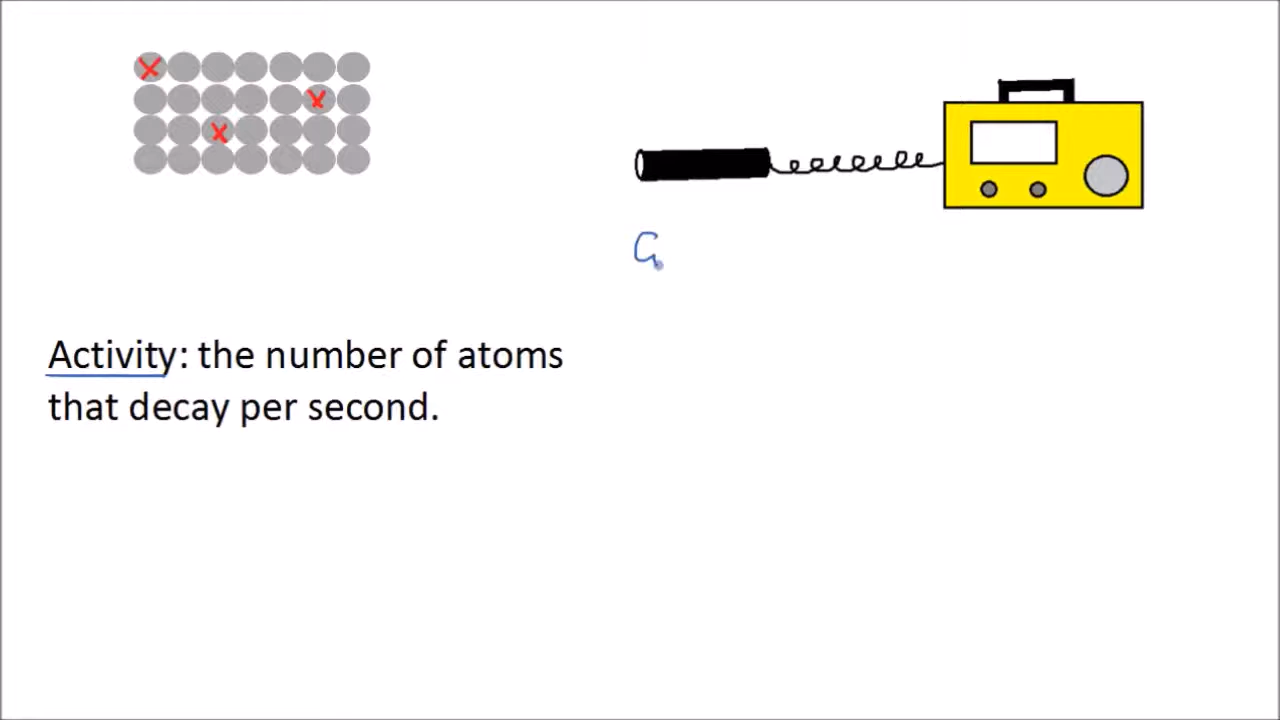 G
Activity: the number of atoms
that decay per second.